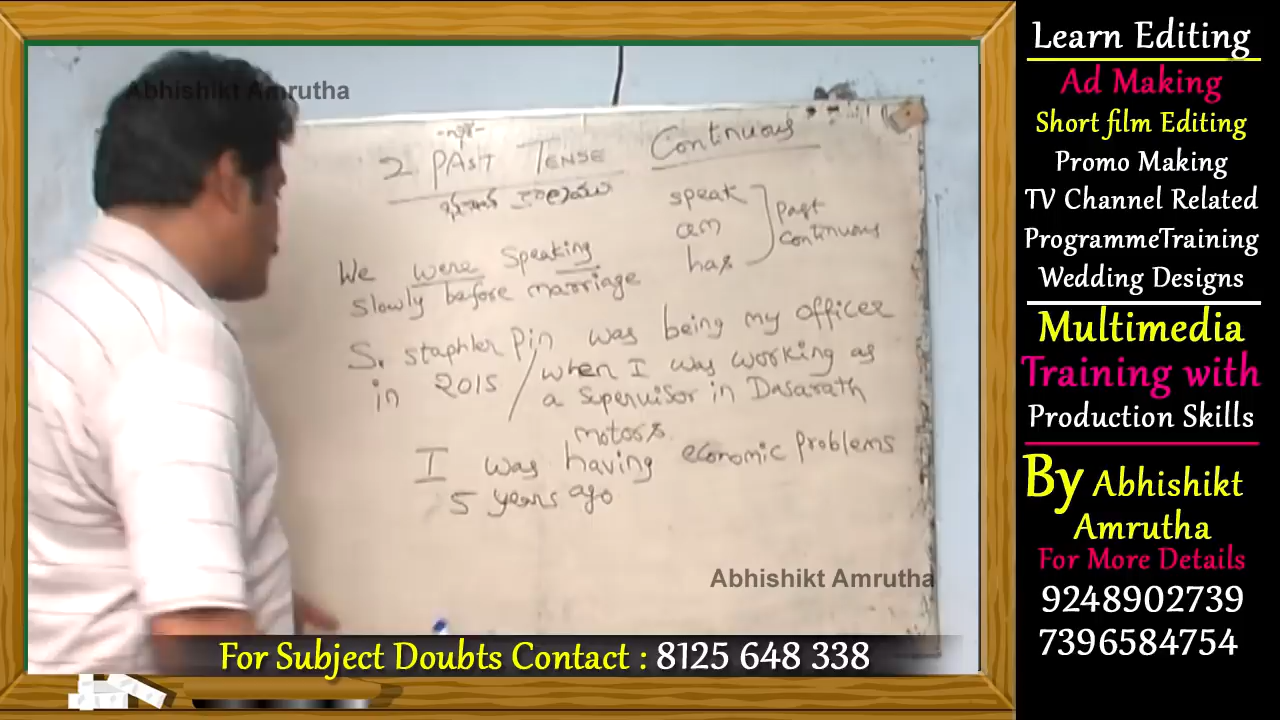 Abhishikt Amrutha
2 PAST TENSE Continuous
భూత కాలము
speak
am
has
Past
Continuous
We were speaking
slowly before marriage
S. staphler pin was being my officer
in 2015 / when I was working as
a supervisor in Dasarath
motors.
I was having economic problems
5 years ago
Abhishikt Amrutha
For Subject Doubts Contact : 8125 648 338
Learn Editing
Ad Making
Short film Editing
Promo Making
TV Channel Related
ProgrammeTraining
Wedding Designs
Multimedia
Training with
Production Skills
By Abhishikt
Amrutha
For More Details
9248902739
7396584754